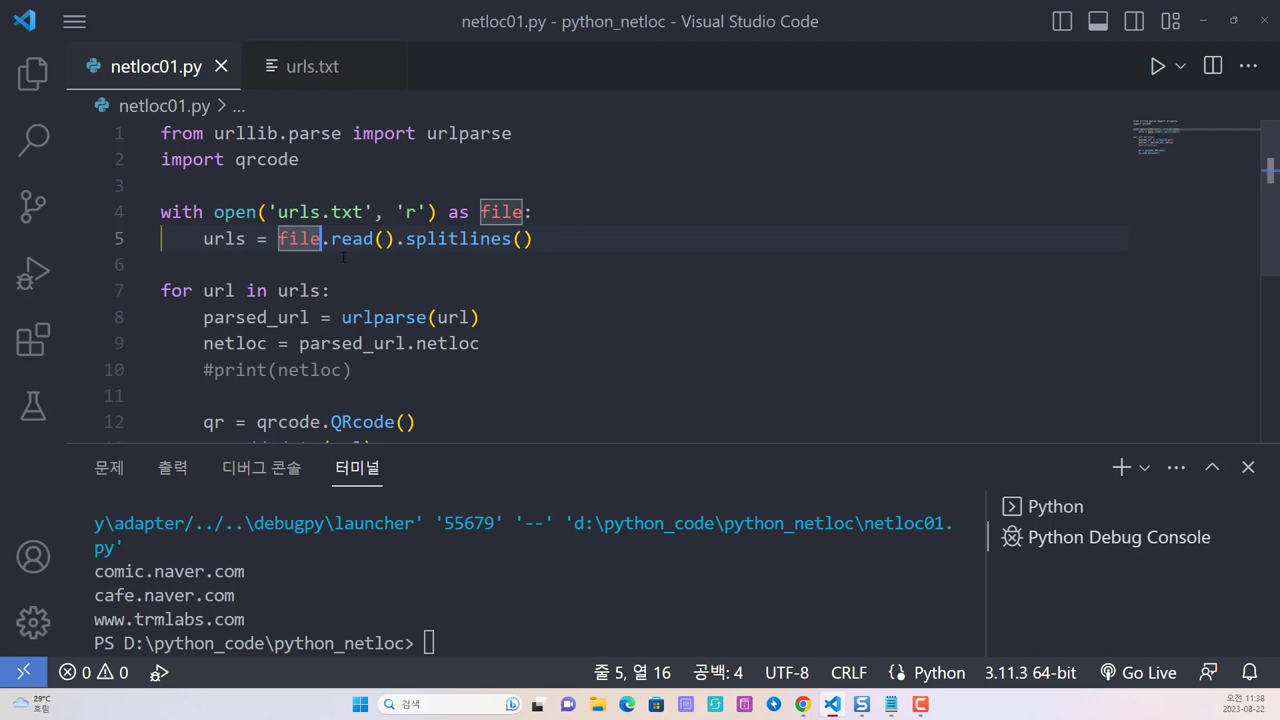 netloc01.py - python_netloc - Visual Studio Code
netloc01.py
urls.txt
netloc01.py > ...
1 from urllib.parse import urlparse
2 import qrcode
3
4 with open('urls.txt', 'r') as file:
5 urls = file.read().splitlines()
6
7 for url in urls:
8 parsed_url = urlparse(url)
9 netloc = parsed_url.netloc
10 #print(netloc)
11
12 qr = qrcode.QRcode()
문제 출력 디버그 콘솔 터미널
y\adapter/../..\debugpy\launcher' '55679' '--' 'd:\python_code\python_netloc\netloc01.
py'
comic.naver.com
cafe.naver.com
www.trmlabs.com
PS D:\python_code\python_netloc>
Python
Python Debug Console
0 0 줄 5, 열 16 공백: 4 UTF-8 CRLF Python 3.11.3 64-bit Go Live
29°C
흐림
검색
오전 11:38
2023-08-22